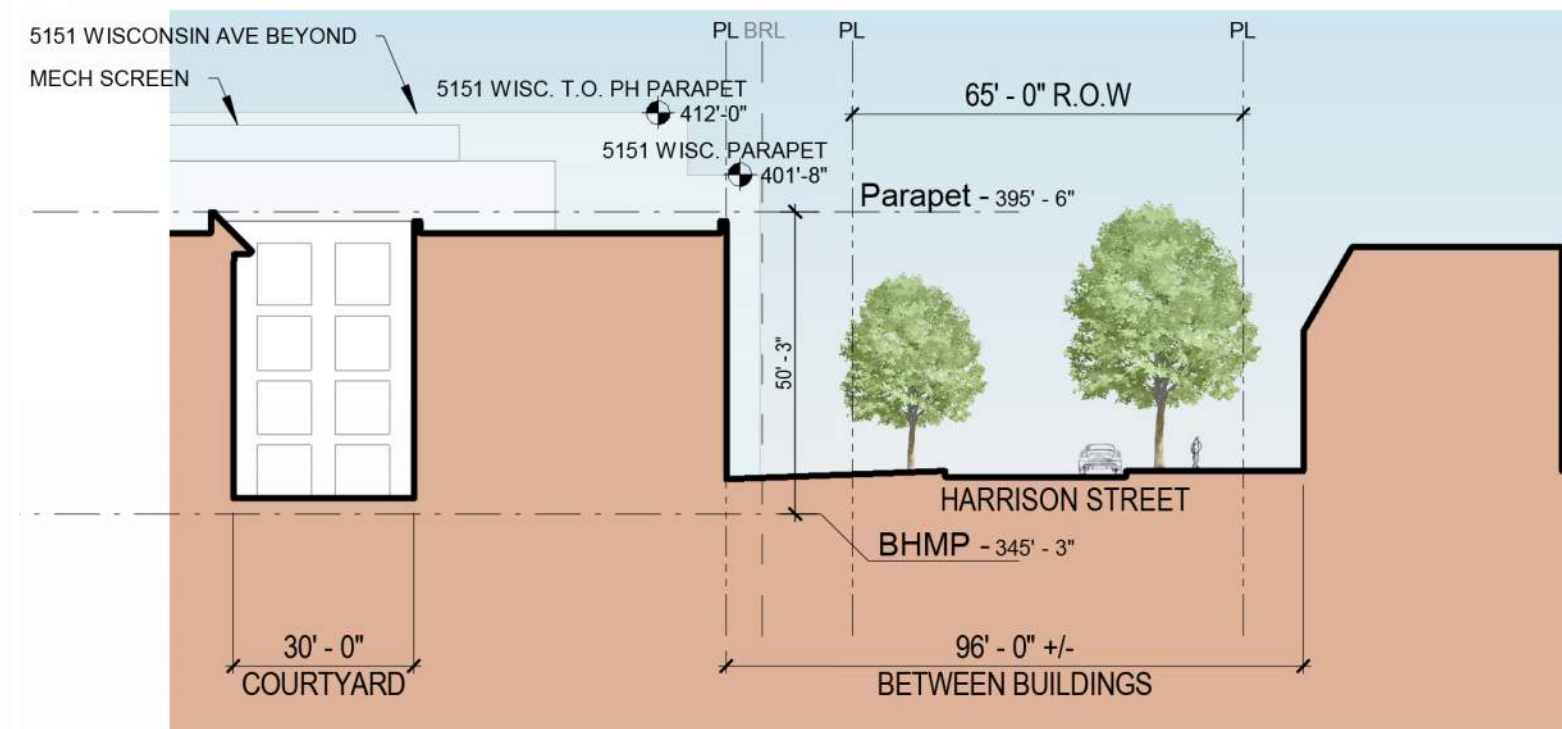 5151 WISCONSIN AVE BEYOND
MECH SCREEN
PL BRL PL PL
5151 WISC. T.O. PH PARAPET
412'-0"
65' - 0" R.O.W
5151 WISC. PARAPET
401'-8"
Parapet - 395' - 6"
50' - 3"
HARRISON STREET
BHMP - 345' - 3"
30' - 0"
COURTYARD
96' - 0" +/-
BETWEEN BUILDINGS